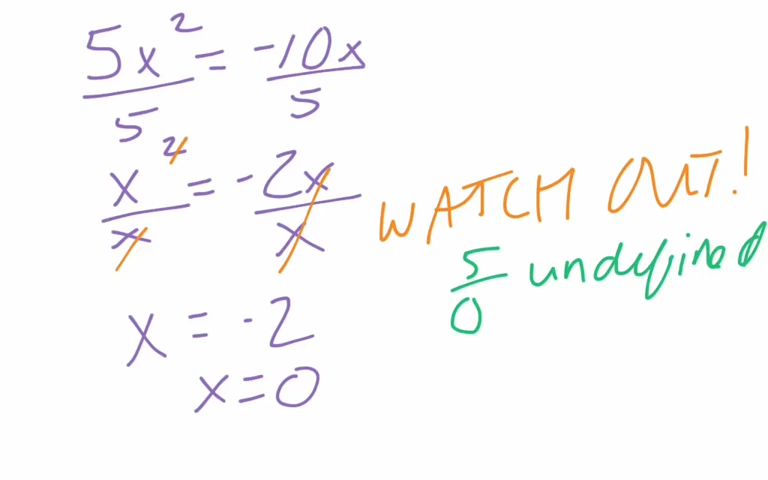 5x² = -10x
5 5
x² = -2x
x x
WATCH OUT!
5/0 undefined
x = -2
x = 0